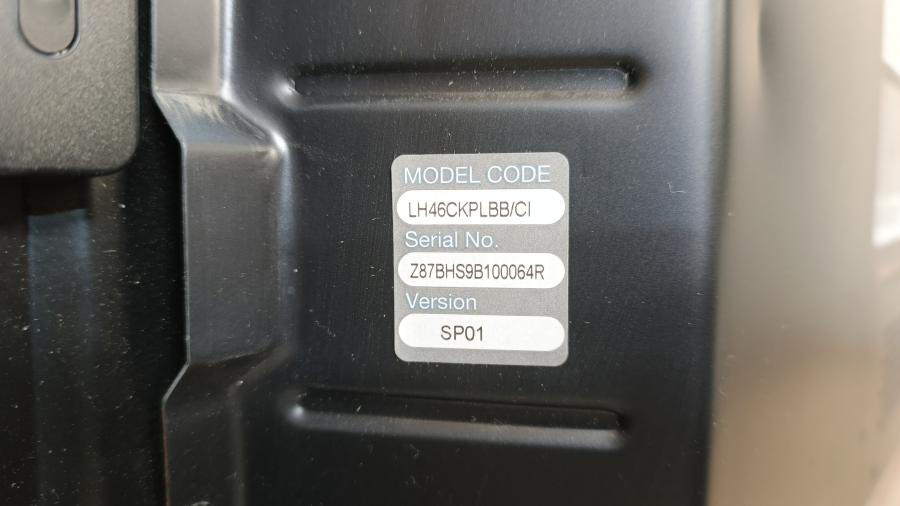 MODEL CODE
LH46CKPLBB/CI
Serial No.
Z87BHS9B100064R
Version
SP01